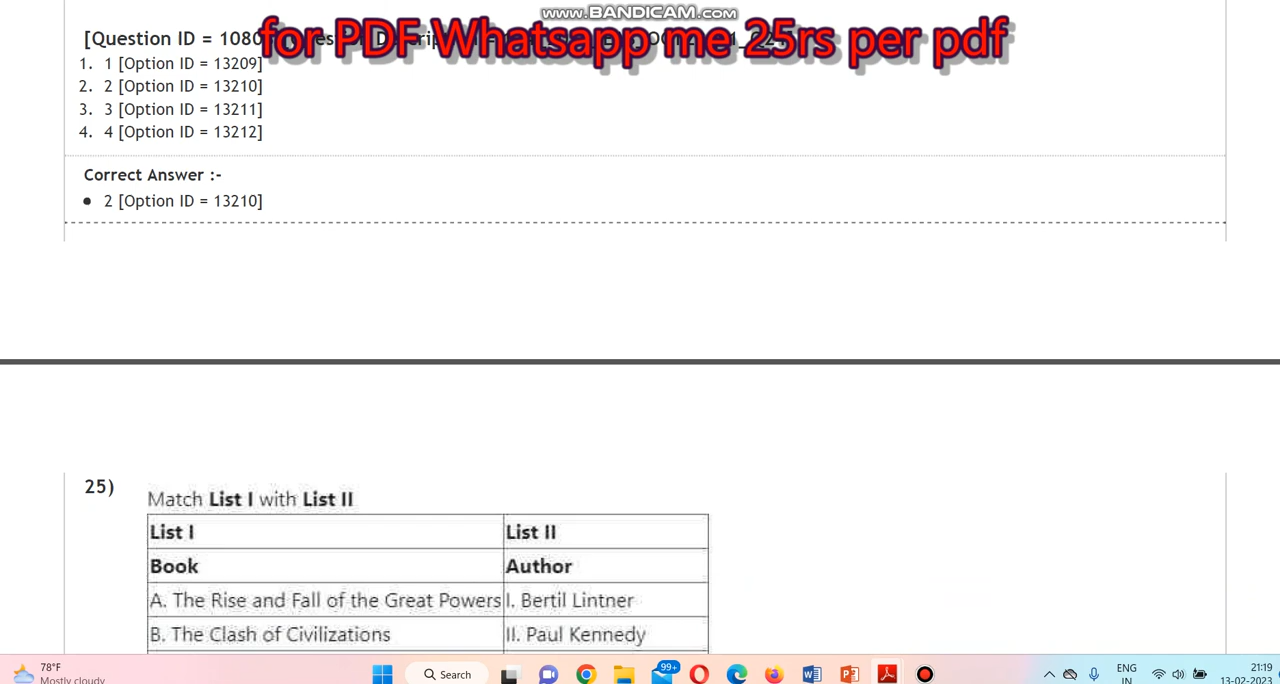 www.BANDICAM.com
[Question ID = 1080
for PDF Whatsapp me 25rs per pdf
1. 1 [Option ID = 13209]
2. 2 [Option ID = 13210]
3. 3 [Option ID = 13211]
4. 4 [Option ID = 13212]
Correct Answer :-
• 2 [Option ID = 13210]
25)
Match List I with List II
List I List II
Book Author
A. The Rise and Fall of the Great Powers I. Bertil Lintner
B. The Clash of Civilizations II. Paul Kennedy
78°F
Mostly cloudy
Search
99+
ENG
IN
21:19
13-02-2023